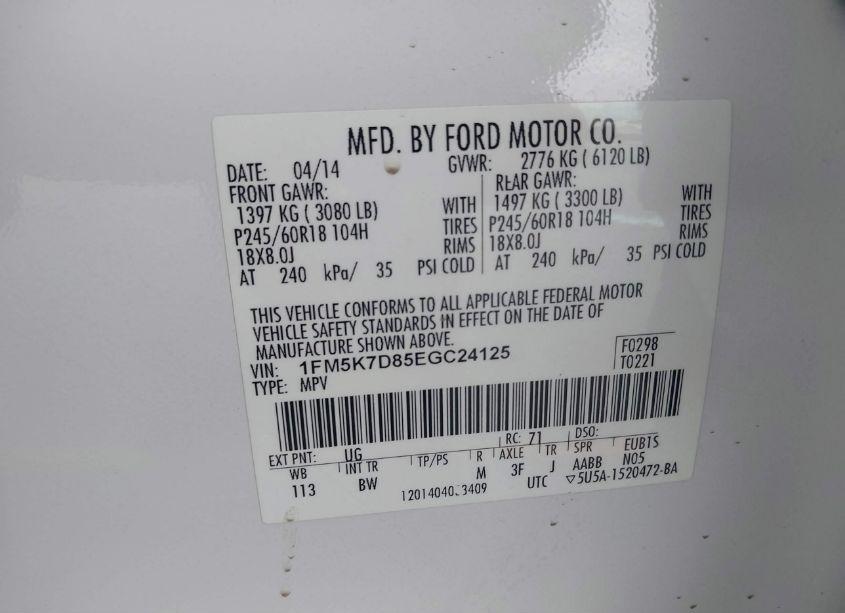 MFD. BY FORD MOTOR CO.
DATE: 04/14 GVWR: 2776 KG ( 6120 LB)
FRONT GAWR: REAR GAWR:
1397 KG ( 3080 LB) WITH 1497 KG ( 3300 LB) WITH
P245/60R18 104H TIRES P245/60R18 104H TIRES
18X8.0J RIMS 18X8.0J RIMS
AT 240 kPa/ 35 PSI COLD AT 240 kPa/ 35 PSI COLD
THIS VEHICLE CONFORMS TO ALL APPLICABLE FEDERAL MOTOR
VEHICLE SAFETY STANDARDS IN EFFECT ON THE DATE OF
MANUFACTURE SHOWN ABOVE.
VIN: 1FM5K7D85EGC24125 F0298
TYPE: MPV T0221
EXT PNT: UG RC: 71 DSO:
WB INT TR TP/PS R AXLE TR SPR EUB1S
113 BW M 3F J AABB N05
UTC ▽5U5A-1520472-BA